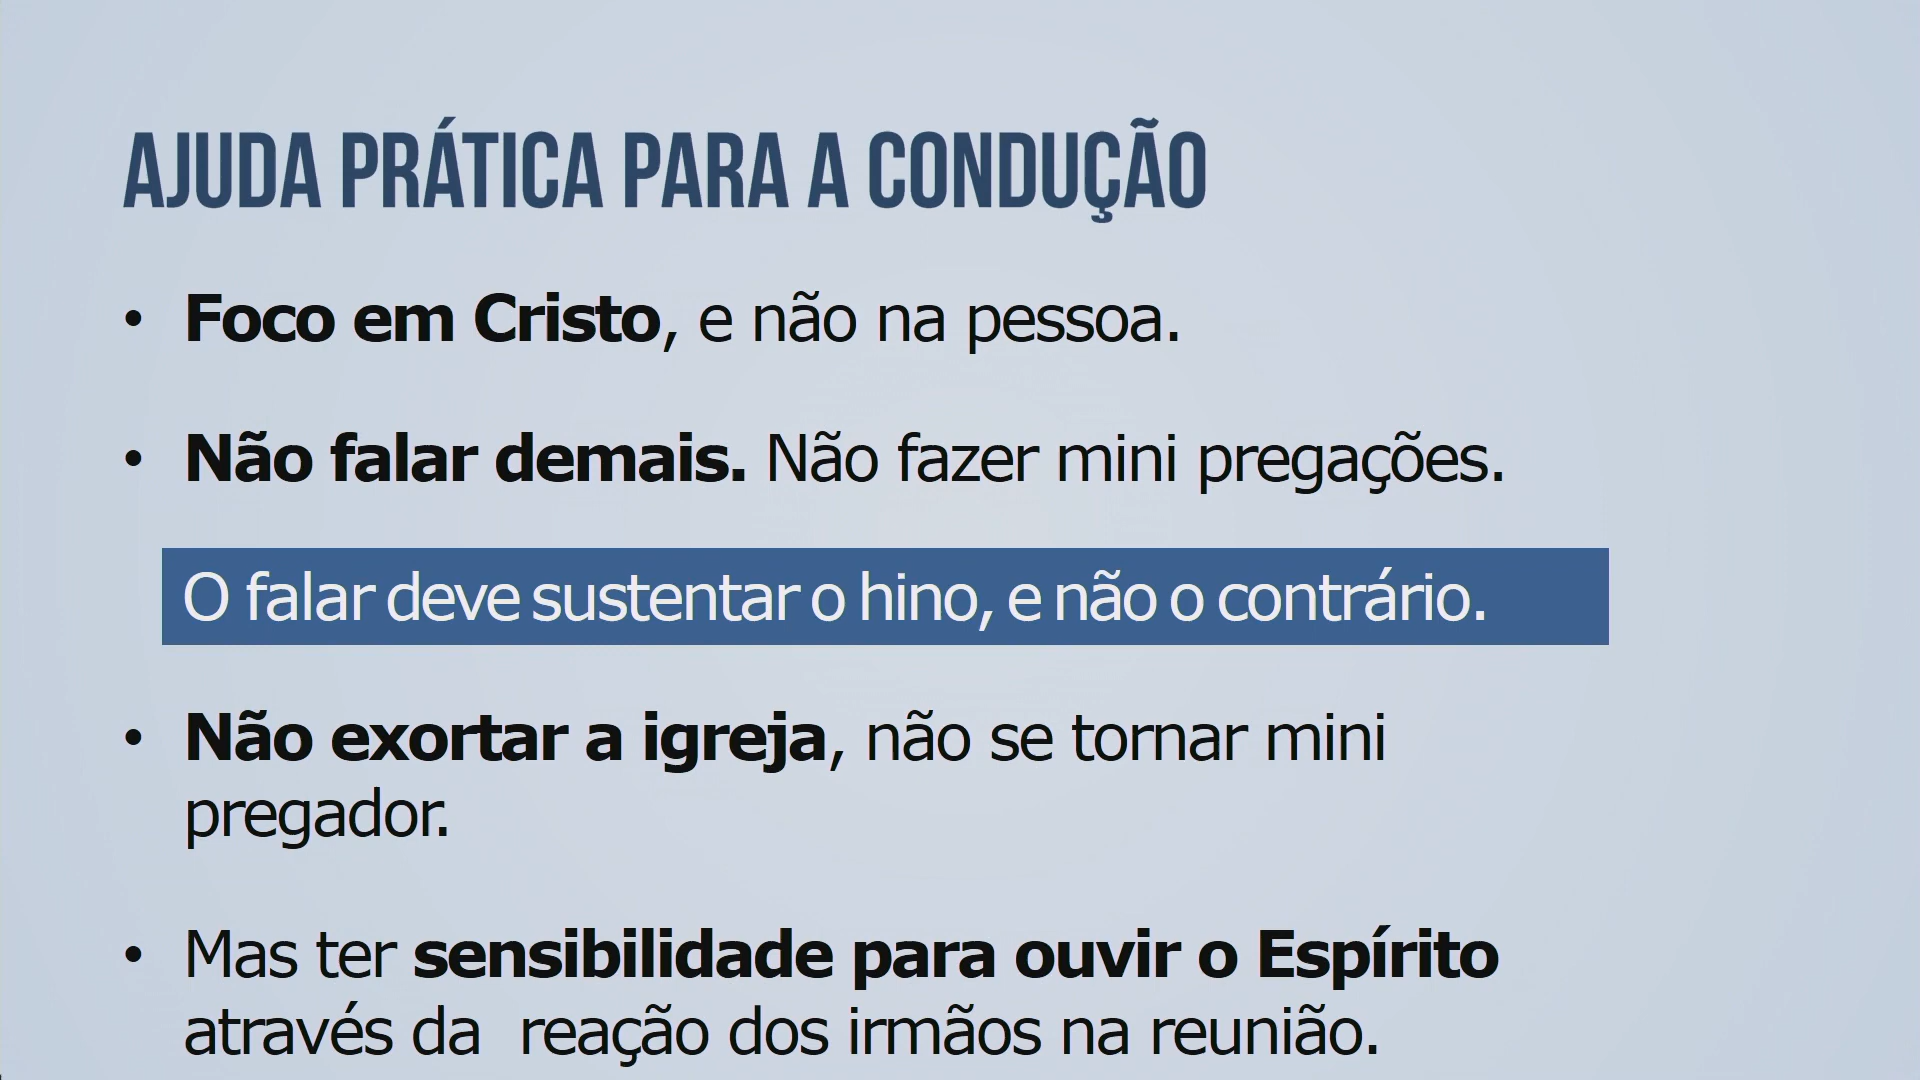 AJUDA PRÁTICA PARA A CONDUÇÃO
• Foco em Cristo, e não na pessoa.
• Não falar demais. Não fazer mini pregações.
O falar deve sustentar o hino, e não o contrário.
• Não exortar a igreja, não se tornar mini
pregador.
• Mas ter sensibilidade para ouvir o Espírito
através da  reação dos irmãos na reunião.